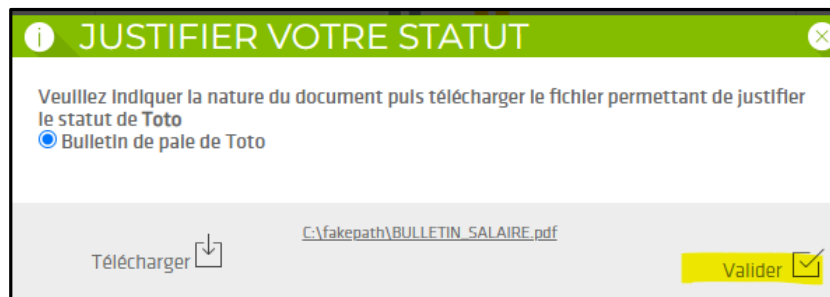 JUSTIFIER VOTRE STATUT
Veuillez indiquer la nature du document puis télécharger le fichier permettant de justifier
le statut de Toto
Bulletin de paie de Toto
C:\fakepath\BULLETIN_SALAIRE.pdf
Télécharger
Valider